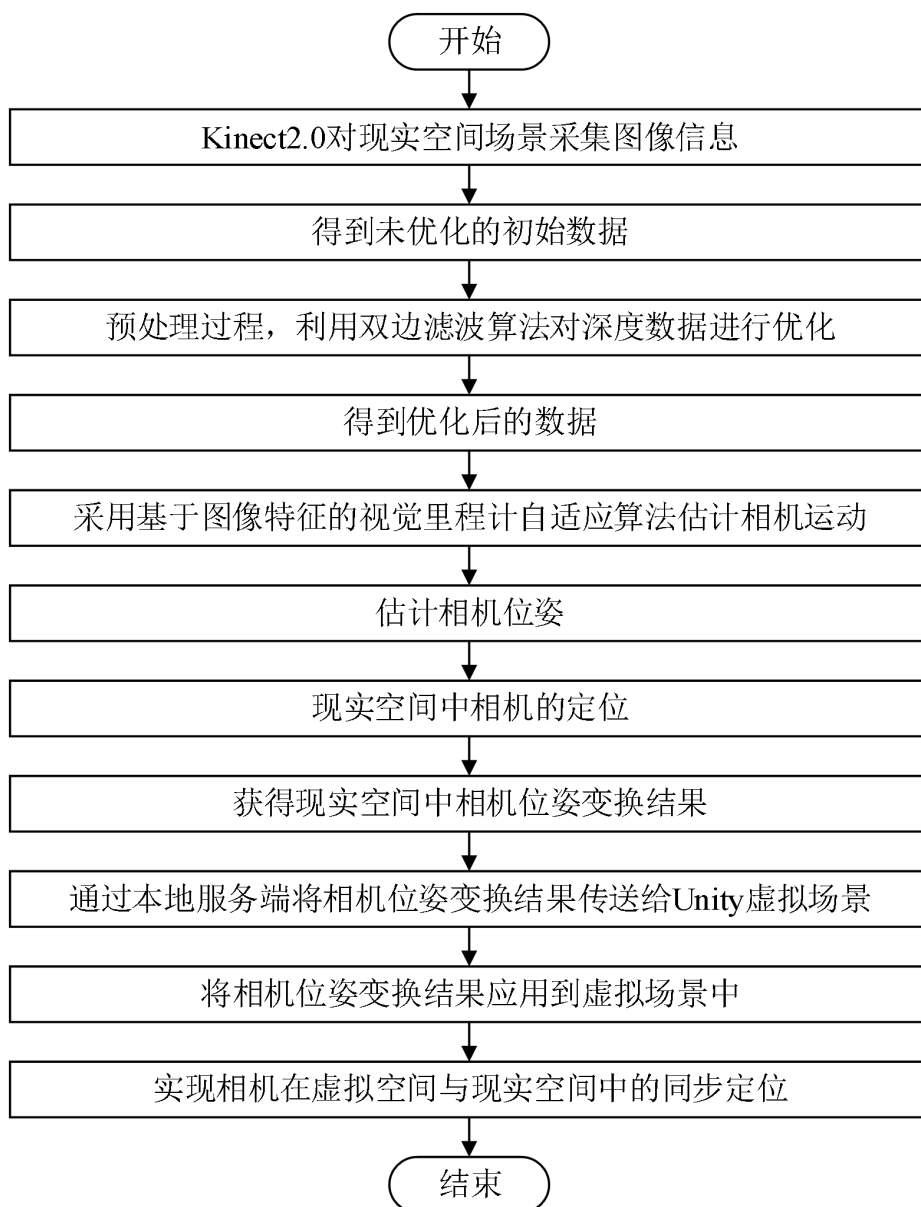 开始
Kinect2.0对现实空间场景采集图像信息
得到未优化的初始数据
预处理过程，利用双边滤波算法对深度数据进行优化
得到优化后的数据
采用基于图像特征的视觉里程计自适应算法估计相机运动
估计相机位姿
现实空间中相机的定位
获得现实空间中相机位姿变换结果
通过本地服务端将相机位姿变换结果传送给Unity虚拟场景
将相机位姿变换结果应用到虚拟场景中
实现相机在虚拟空间与现实空间中的同步定位
结束